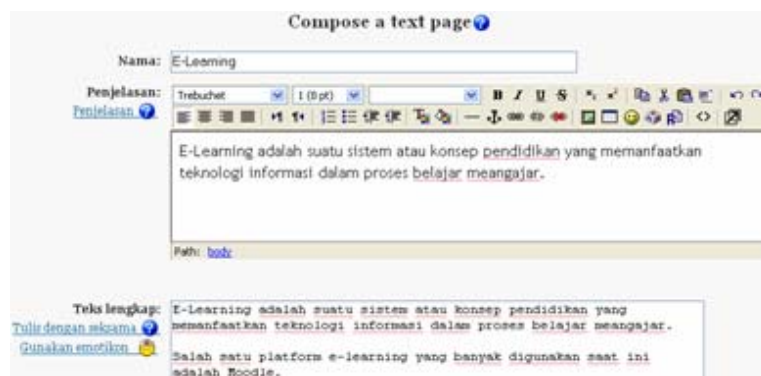 Compose a text page
Nama: E-Learning
Penjelasan: Trebuchet 1 (8 pt) B I U S
Penjelasan
E-Learning adalah suatu sistem atau konsep pendidikan yang memanfaatkan
teknologi informasi dalam proses belajar meangajar.
Path: body
Teks lengkap: E-Learning adalah suatu sistem atau konsep pendidikan yang
Tulis dengan seksama memanfaatkan teknologi informasi dalam proses belajar meangajar.
Gunakan emotikon
Salah satu platform e-learning yang banyak digunakan saat ini
adalah Moodle.